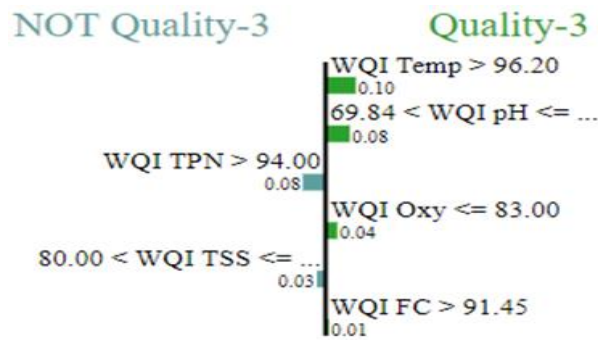 NOT Quality-3
Quality-3
WQI Temp > 96.20
0.10
69.84 < WQI pH <= ...
0.08
WQI TPN > 94.00
0.08
WQI Oxy <= 83.00
0.04
80.00 < WQI TSS <= ...
0.03
WQI FC > 91.45
0.01